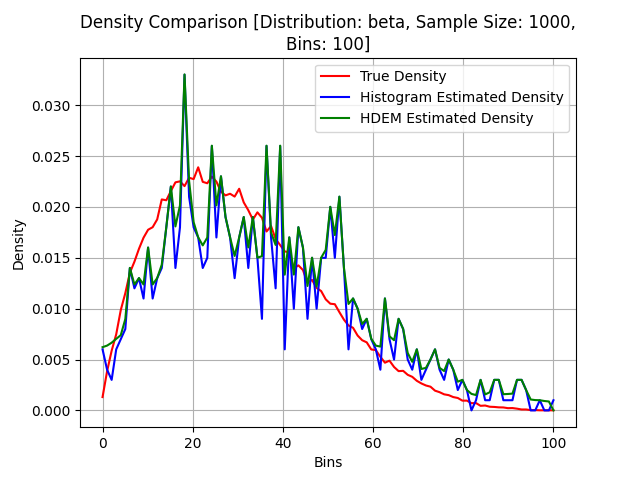 Density Comparison [Distribution: beta, Sample Size: 1000,
Bins: 100]
True Density
Histogram Estimated Density
HDEM Estimated Density
Density
0.030
0.025
0.020
0.015
0.010
0.005
0.000
0 20 40 60 80 100
Bins